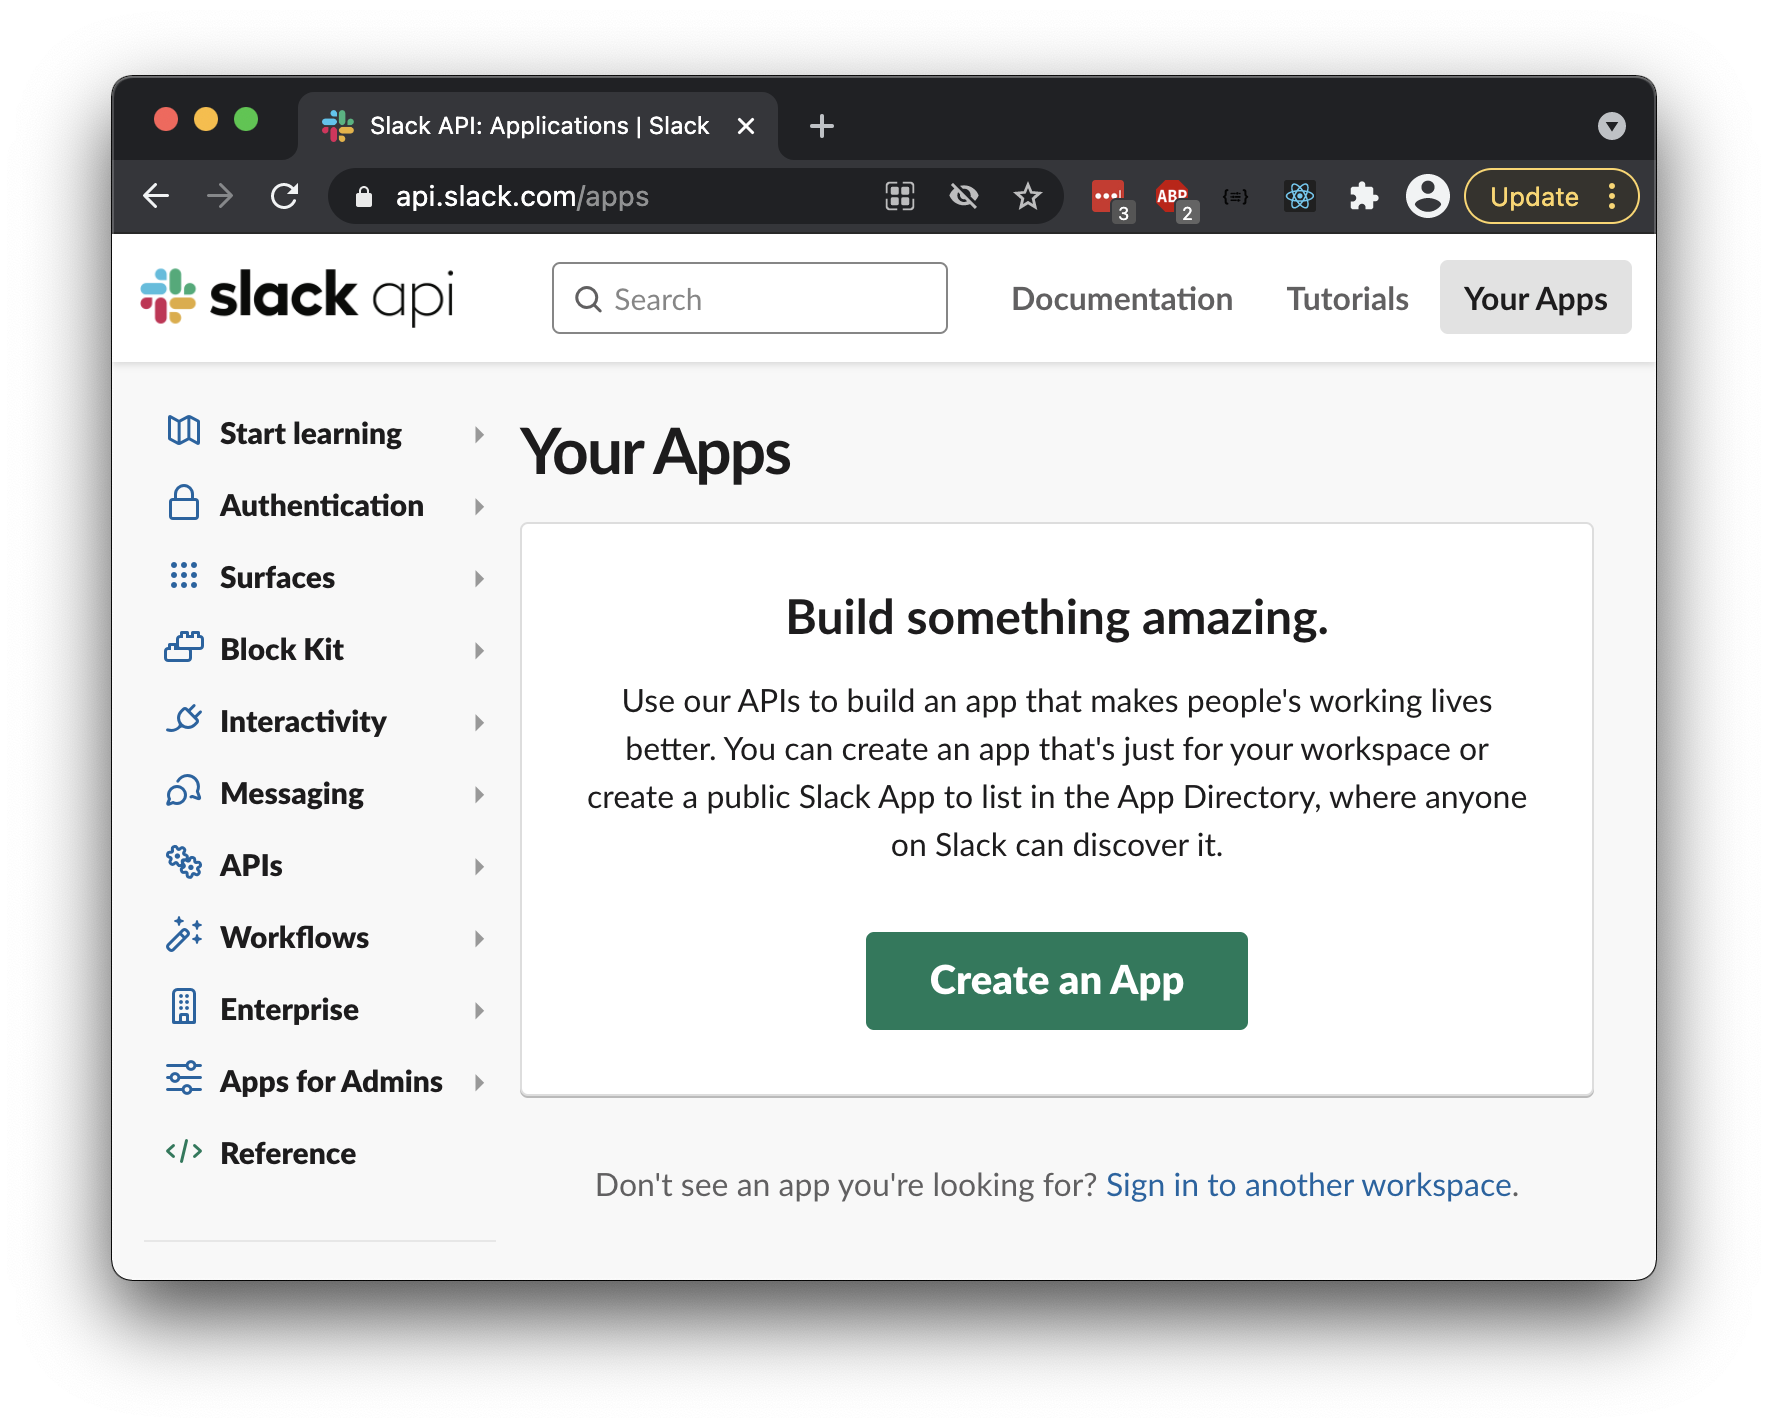 Slack API: Applications | Slack
api.slack.com/apps
3
ABP
2
Update
slack api
Search
Documentation
Tutorials
Your Apps
Start learning
Authentication
Surfaces
Block Kit
Interactivity
Messaging
APIs
Workflows
Enterprise
Apps for Admins
Reference
Your Apps
Build something amazing.
Use our APIs to build an app that makes people's working lives
better. You can create an app that's just for your workspace or
create a public Slack App to list in the App Directory, where anyone
on Slack can discover it.
Create an App
Don't see an app you're looking for? Sign in to another workspace.